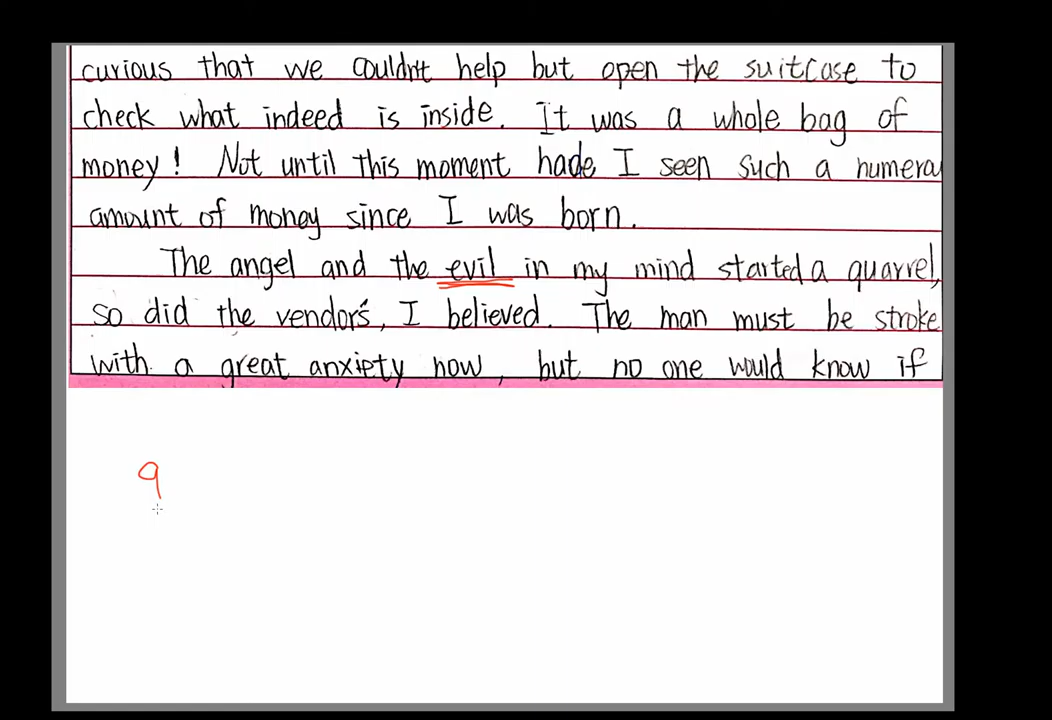 curious that we couldn't help but open the suitcase to
check what indeed is inside. It was a whole bag of
money! Not until this moment hade I seen such a numera
amount of money since I was born.
The angel and the evil in my mind started a quarrel,
so did the vendor's, I believed. The man must be stroke
with a great anxiety now, but no one would know if
9